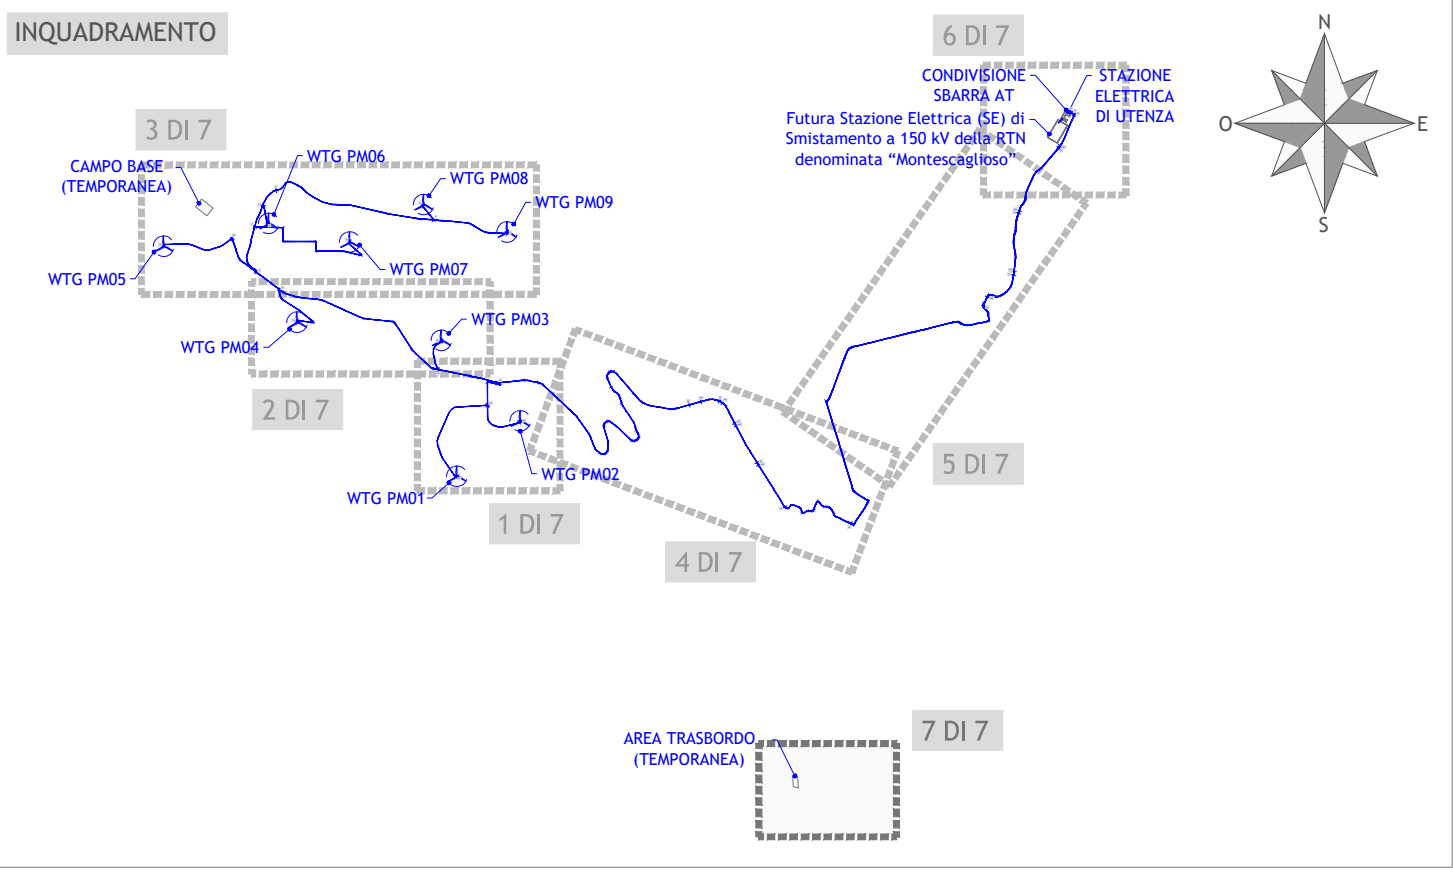 INQUADRAMENTO
6 DI 7
N
CONDIVISIONE
SBARRA AT
STAZIONE
ELETTRICA
DI UTENZA
Futura Stazione Elettrica (SE) di
Smistamento a 150 kV della RTN
denominata “Montescaglioso”
O
E
S
3 DI 7
CAMPO BASE
(TEMPORANEA)
WTG PM06
WTG PM08
WTG PM09
WTG PM05
WTG PM07
WTG PM03
WTG PM04
2 DI 7
WTG PM02
WTG PM01
5 DI 7
1 DI 7
4 DI 7
7 DI 7
AREA TRASBORDO
(TEMPORANEA)